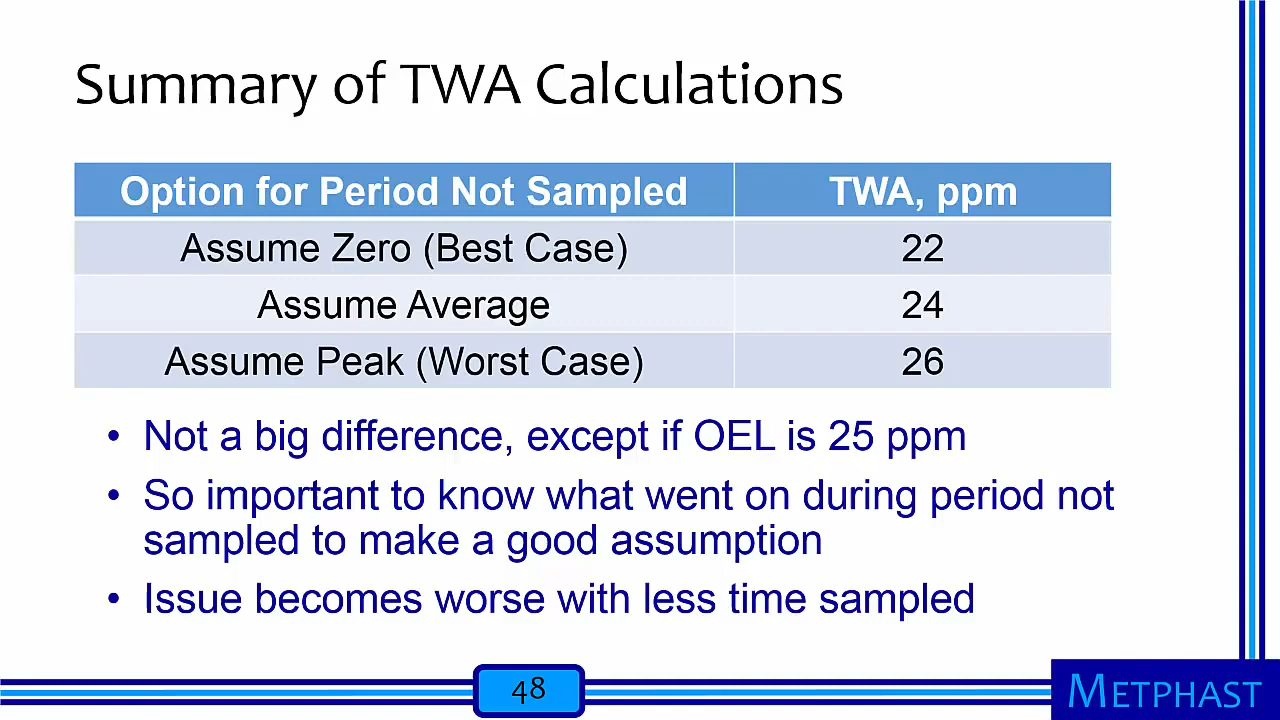 Summary of TWA Calculations
Option for Period Not Sampled TWA, ppm
Assume Zero (Best Case) 22
Assume Average 24
Assume Peak (Worst Case) 26
• Not a big difference, except if OEL is 25 ppm
• So important to know what went on during period not
sampled to make a good assumption
• Issue becomes worse with less time sampled
48
METPHAST